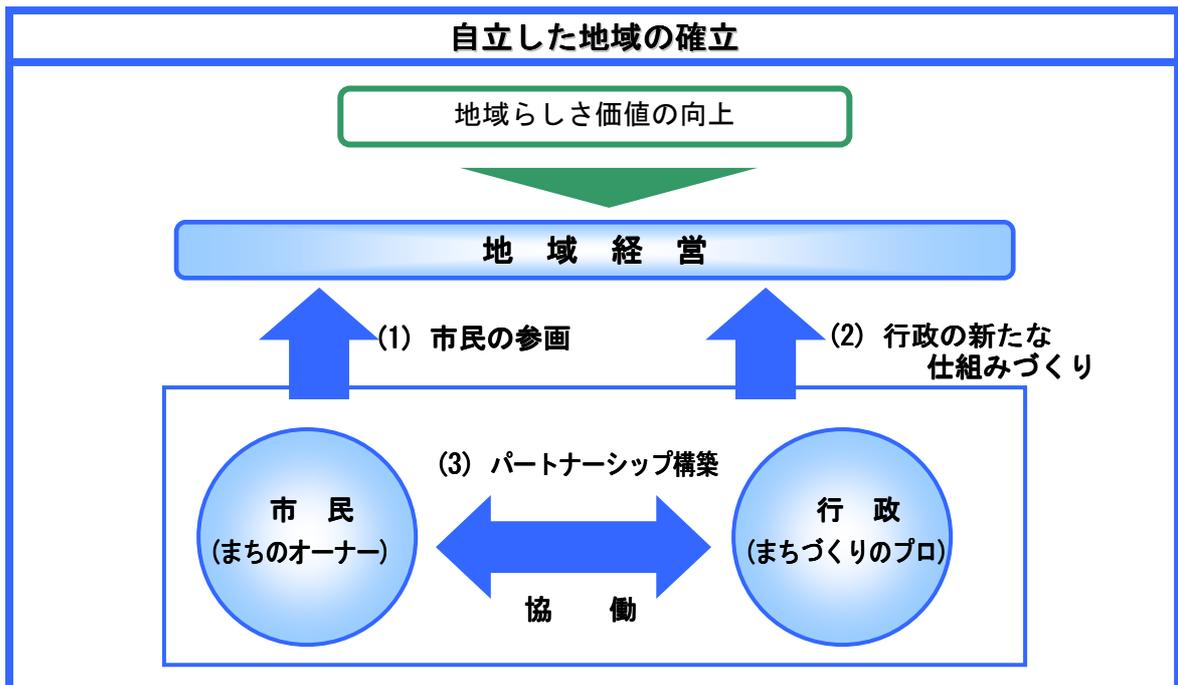 自立した地域の確立
地域らしさ価値の向上
地域経営
(1) 市民の参画
(2) 行政の新たな
仕組みづくり
(3) パートナーシップ構築
市民
(まちのオーナー)
行政
(まちづくりのプロ)
協働